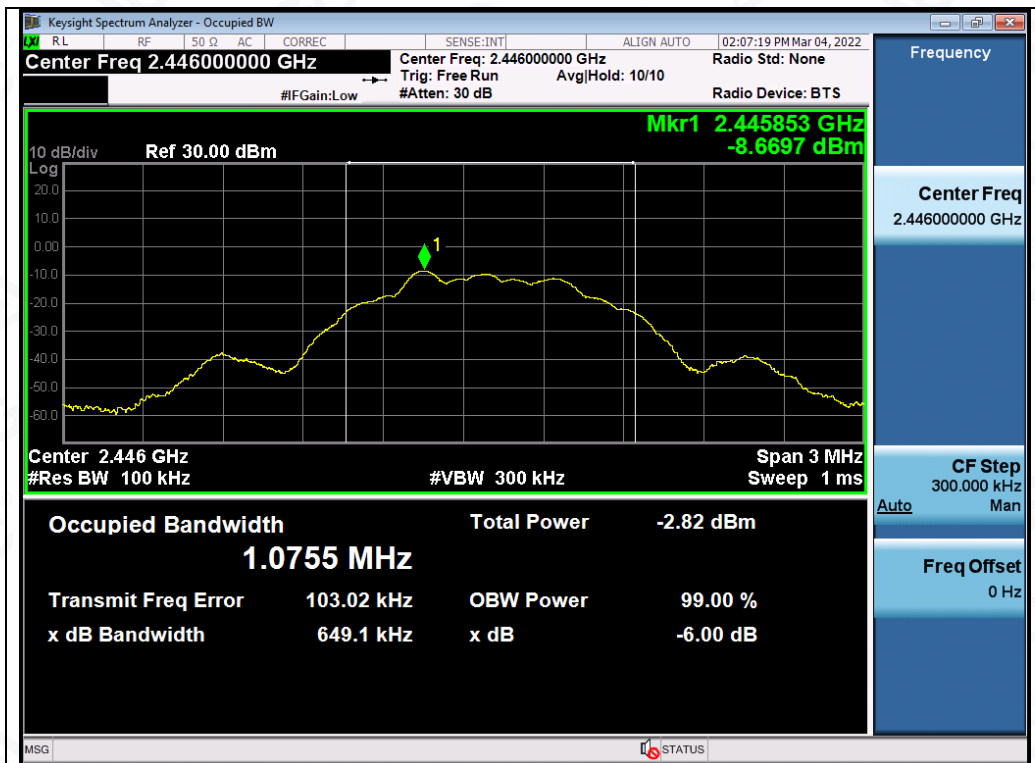 Keysight Spectrum Analyzer - Occupied BW
LXI RL RF 50 Ω AC CORREC SENSE:INT ALIGN AUTO 02:07:19 PM Mar 04, 2022
Center Freq 2.446000000 GHz
Center Freq: 2.446000000 GHz
Radio Std: None
Trig: Free Run Avg|Hold: 10/10
#IFGain:Low #Atten: 30 dB Radio Device: BTS
Mkr1 2.445853 GHz
-8.6697 dBm
10 dB/div Ref 30.00 dBm
Log
20.0
10.0
0.00
-10.0
-20.0
-30.0
-40.0
-50.0
-60.0
1
Center 2.446 GHz Span 3 MHz
#Res BW 100 kHz #VBW 300 kHz Sweep 1 ms
Occupied Bandwidth Total Power -2.82 dBm
1.0755 MHz
Transmit Freq Error 103.02 kHz OBW Power 99.00 %
x dB Bandwidth 649.1 kHz x dB -6.00 dB
MSG STATUS
Frequency
Center Freq
2.446000000 GHz
CF Step
300.000 kHz
Auto Man
Freq Offset
0 Hz